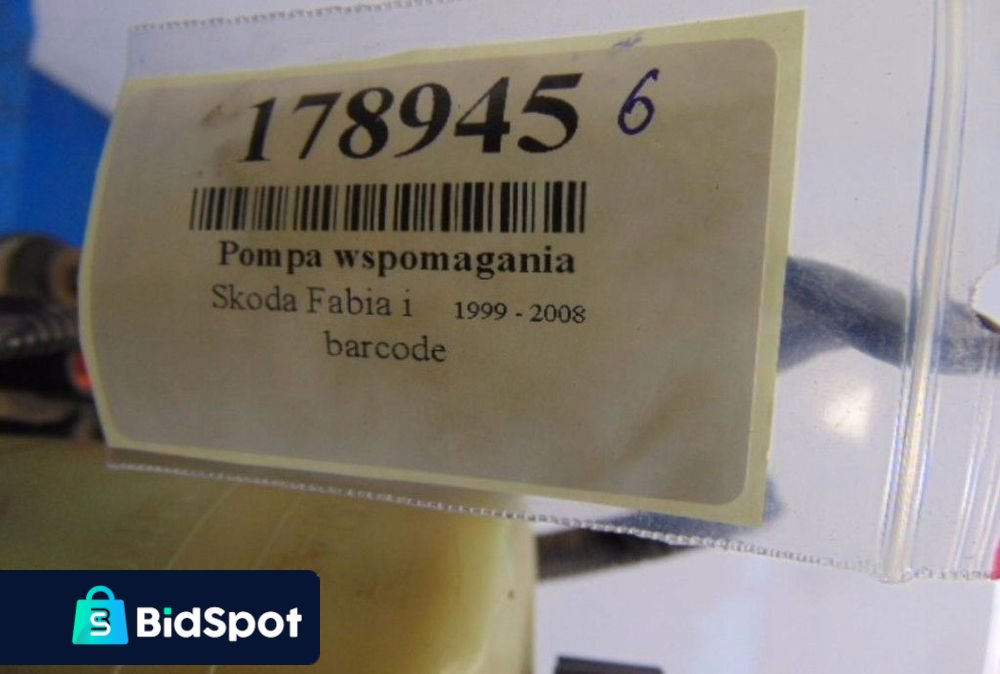 178945 6
Pompa wspomagania
Skoda Fabia i 1999 - 2008
barcode
BidSpot